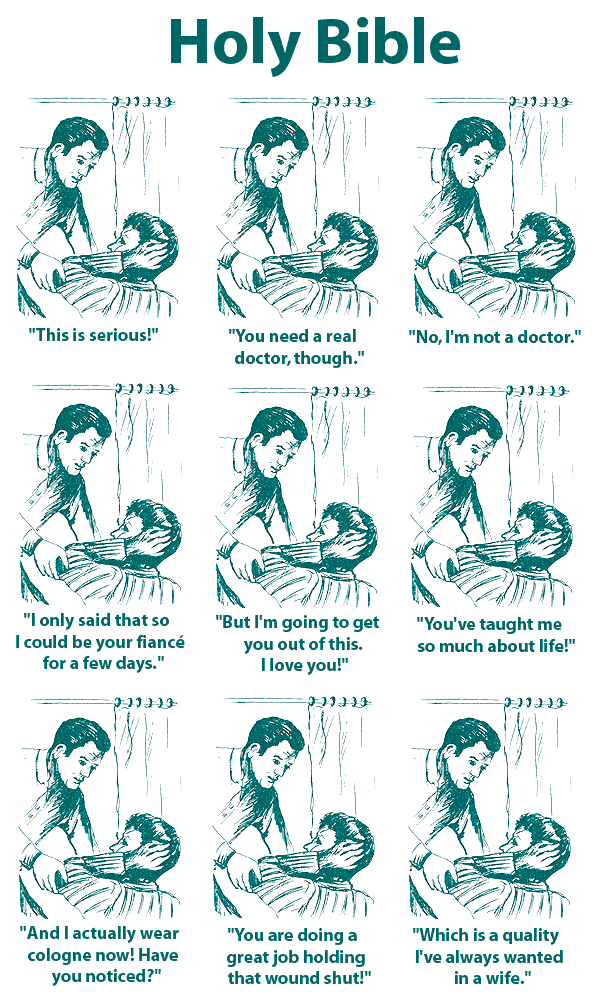 Holy Bible
"This is serious!"
"You need a real
doctor, though."
"No, I'm not a doctor."
"I only said that so
I could be your fiancé
for a few days."
"But I'm going to get
you out of this.
I love you!"
"You've taught me
so much about life!"
"And I actually wear
cologne now! Have
you noticed?"
"You are doing a
great job holding
that wound shut!"
"Which is a quality
I've always wanted
in a wife."